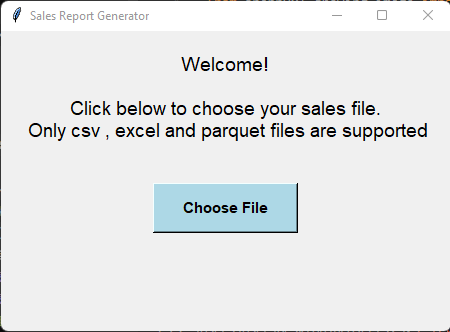 Sales Report Generator
Welcome!
Click below to choose your sales file.
Only csv , excel and parquet files are supported
Choose File